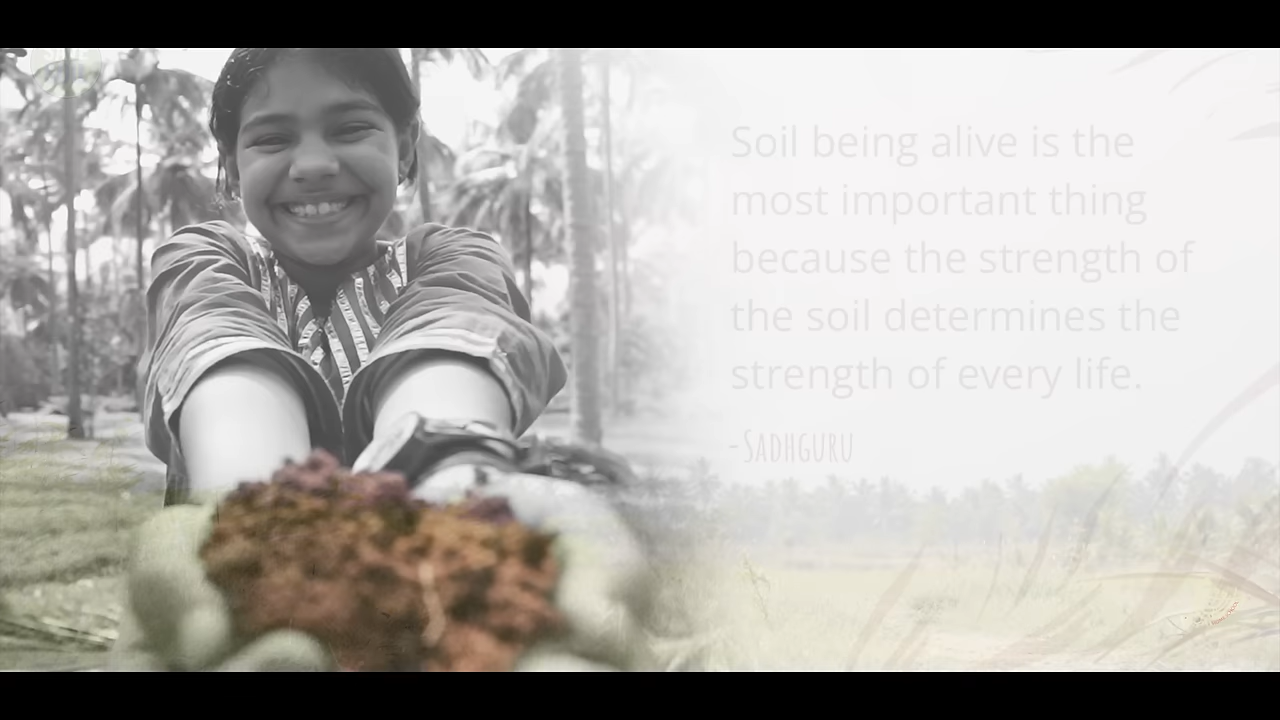 Soil being alive is the
most important thing
because the strength of
the soil determines the
strength of every life.
-SADHGURU